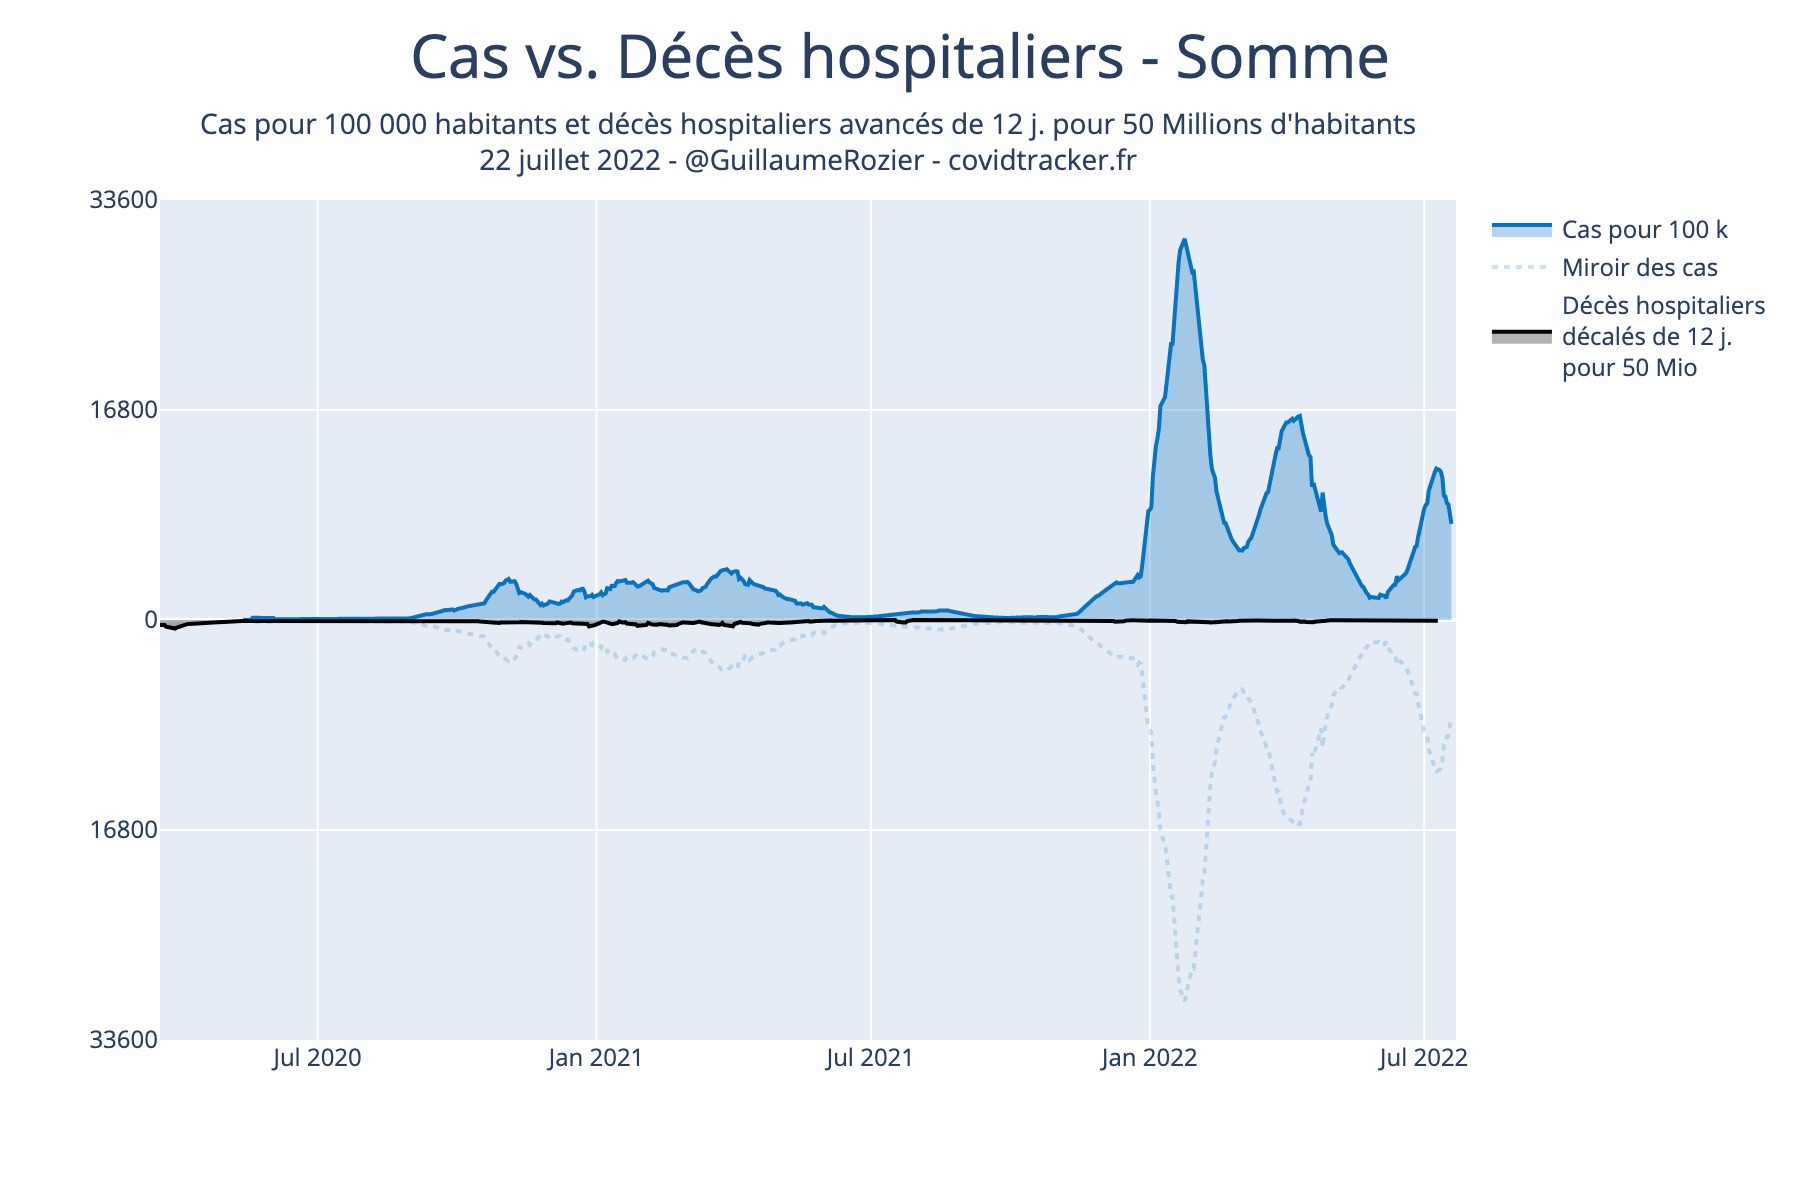 Cas vs. Décès hospitaliers - Somme
Cas pour 100 000 habitants et décès hospitaliers avancés de 12 j. pour 50 Millions d'habitants
22 juillet 2022 - @GuillaumeRozier - covidtracker.fr
33600
16800
0
16800
33600
Jul 2020
Jan 2021
Jul 2021
Jan 2022
Jul 2022
Cas pour 100 k
Miroir des cas
Décès hospitaliers
décalés de 12 j.
pour 50 Mio